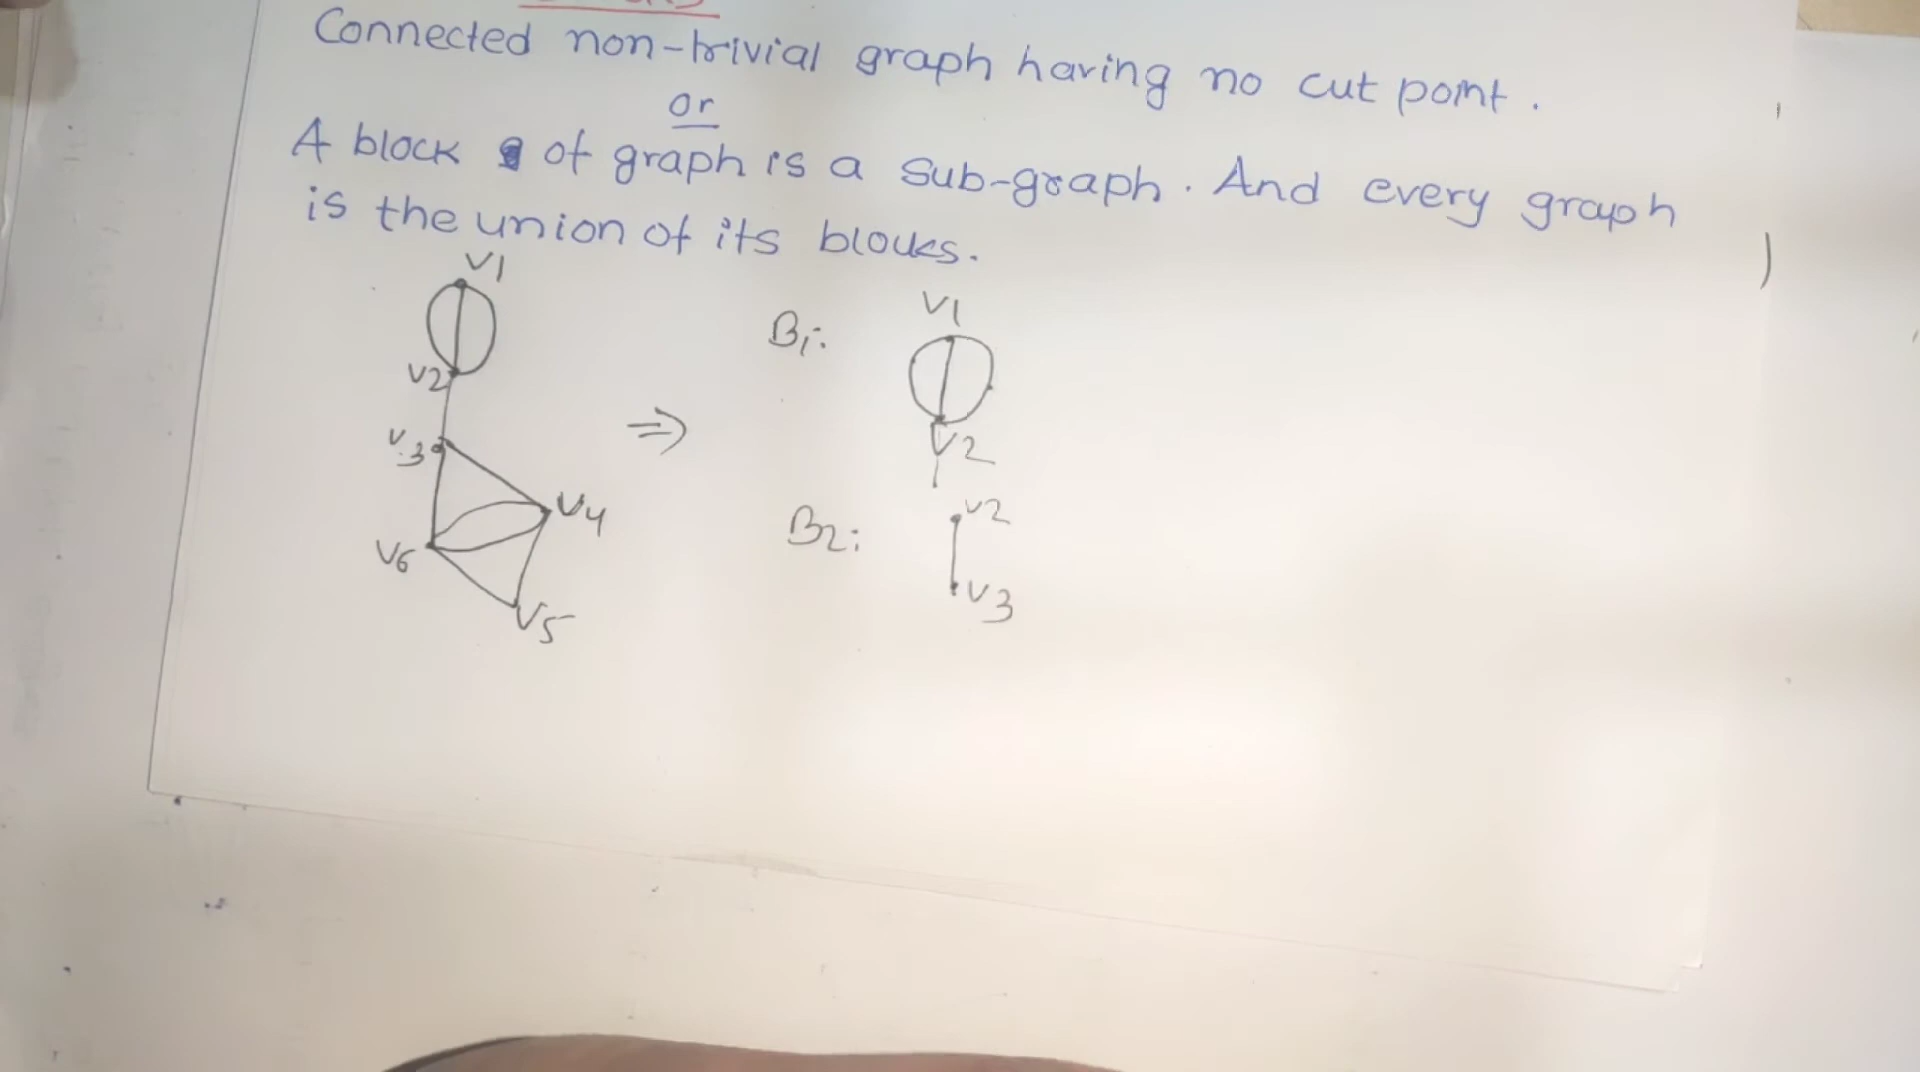 Connected non-trivial graph having no cut point.
or
A block of graph is a Sub-graph. And every graph
is the union of its blocks.
V1
V2
V3
V4
V6
V5
⇒
B1:
V1
V2
B2:
V2
V3